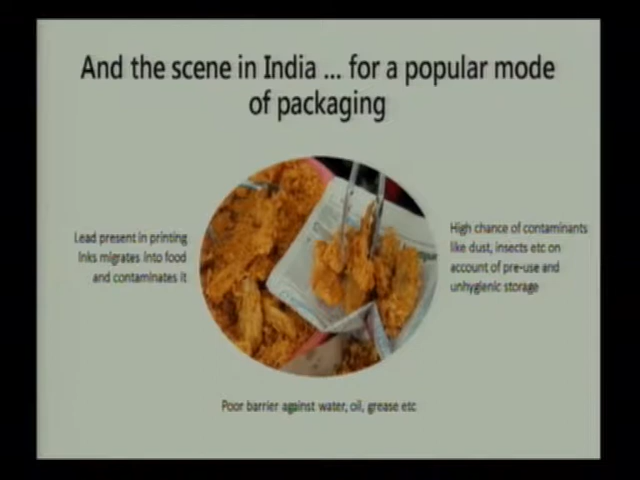 And the scene in India ... for a popular mode
of packaging
Lead present in printing
Inks migrates into food
and contaminates it
High chance of contaminants
like dust, insects etc on
account of pre-use and
unhygienic storage
Poor barrier against water, oil, grease etc